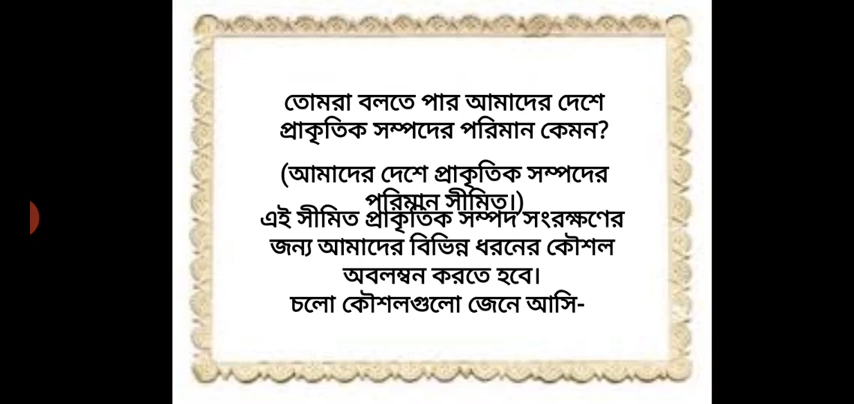 তোমরা বলতে পার আমাদের দেশে
প্রাকৃতিক সম্পদের পরিমান কেমন?
(আমাদের দেশে প্রাকৃতিক সম্পদের
পরিমান সীমিত।)
এই সীমিত প্রাকৃতিক সম্পদ সংরক্ষণের
জন্য আমাদের বিভিন্ন ধরনের কৌশল
অবলম্বন করতে হবে।
চলো কৌশলগুলো জেনে আসি-